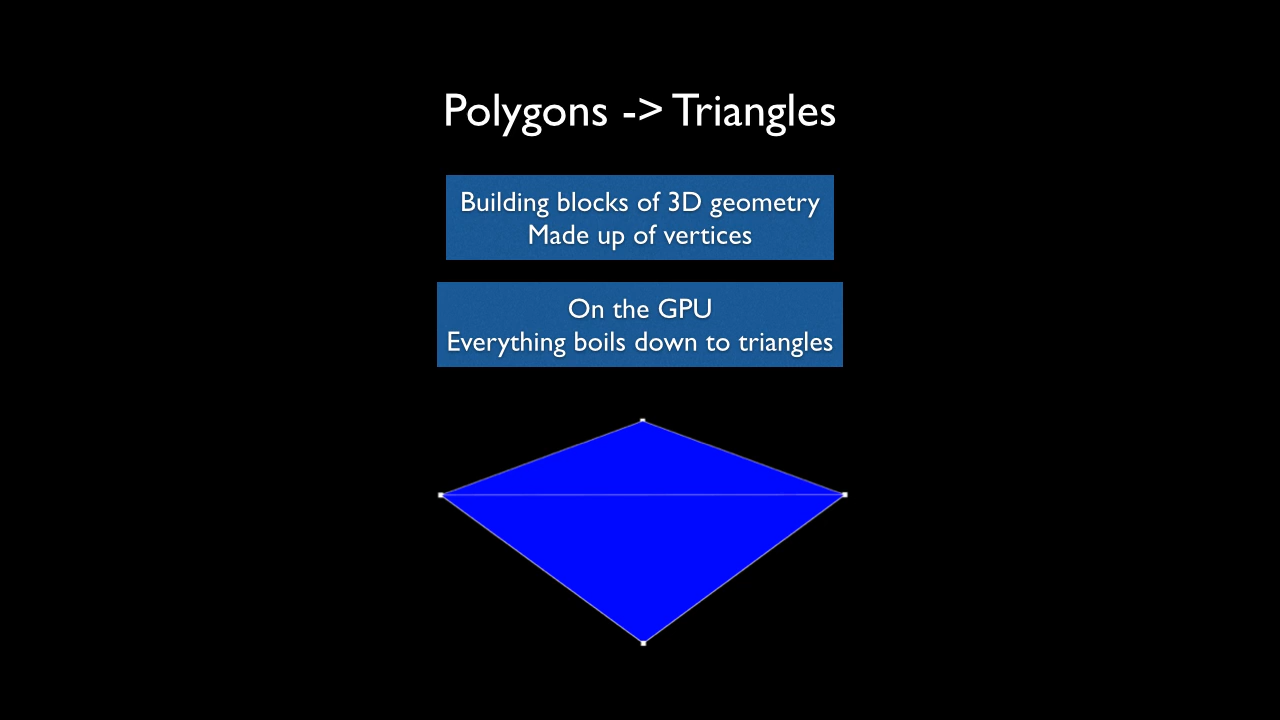 Polygons -> Triangles
Building blocks of 3D geometry
Made up of vertices
On the GPU
Everything boils down to triangles